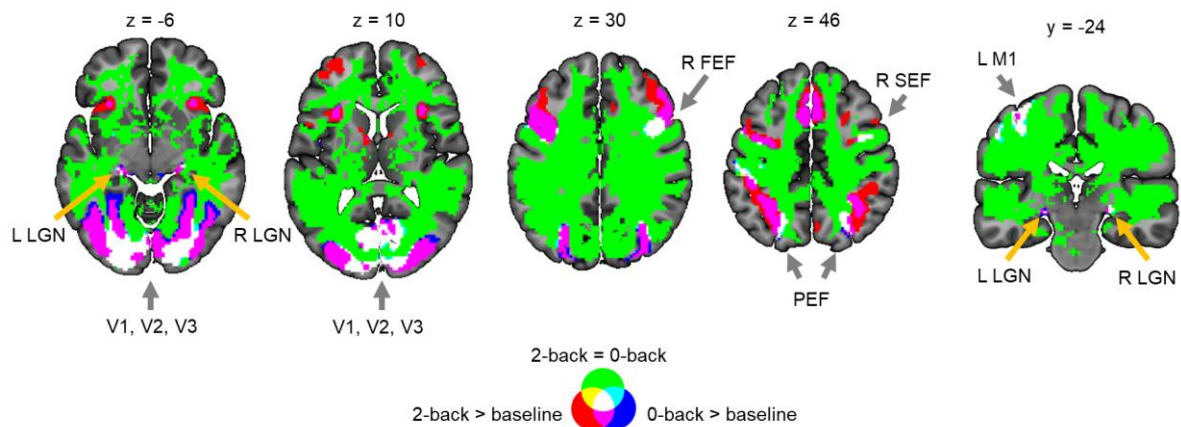 z = -6
z = 10
z = 30
z = 46
y = -24
R FEF
R SEF
L M1
L LGN
R LGN
L LGN
R LGN
PEF
V1, V2, V3
V1, V2, V3
2-back = 0-back
2-back > baseline
0-back > baseline